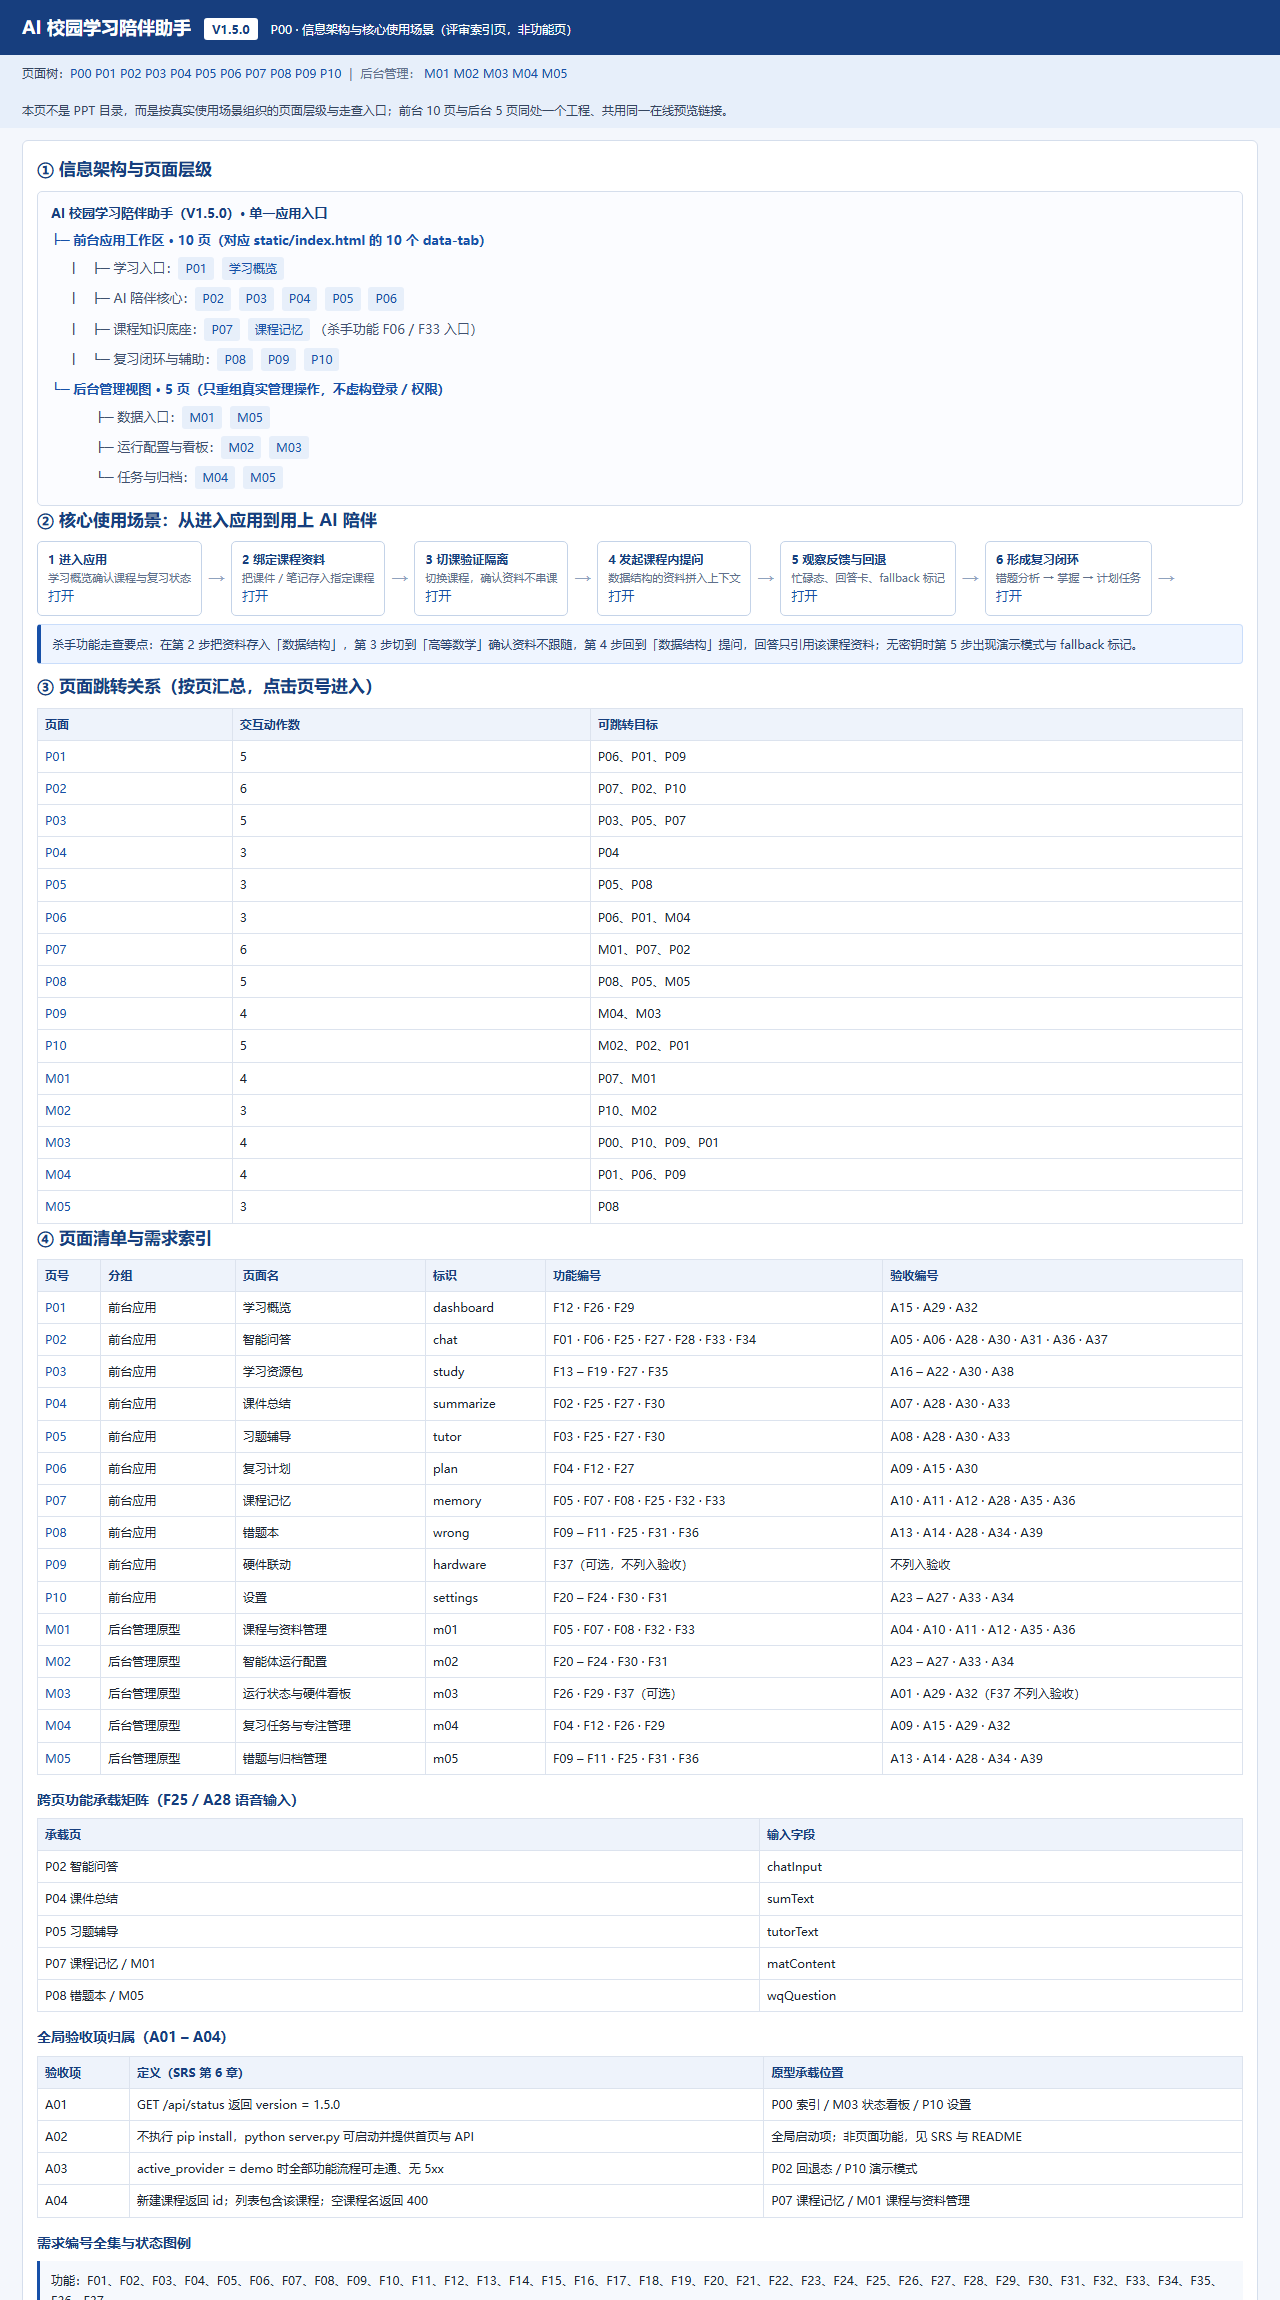 AI 校园学习陪伴助手 V1.5.0 P00 · 信息架构与核心使用场景（评审索引页，非功能页）
页面树：P00 P01 P02 P03 P04 P05 P06 P07 P08 P09 P10 | 后台管理： M01 M02 M03 M04 M05
本页不是 PPT 目录，而是按真实使用场景组织的页面层级与走查入口；前台 10 页与后台 5 页同处一个工程、共用同一在线预览链接。
① 信息架构与页面层级
AI 校园学习陪伴助手（V1.5.0）• 单一应用入口
├─ 前台应用工作区 • 10 页（对应 static/index.html 的 10 个 data-tab）
│ ├─ 学习入口： P01 学习概览
│ ├─ AI 陪伴核心： P02 P03 P04 P05 P06
│ ├─ 课程知识底座： P07 课程记忆 （杀手功能 F06 / F33 入口）
│ └─ 复习闭环与辅助： P08 P09 P10
└─ 后台管理视图 • 5 页（只重组真实管理操作，不虚构登录 / 权限）
├─ 数据入口： M01 M05
├─ 运行配置与看板： M02 M03
└─ 任务与归档： M04 M05
② 核心使用场景：从进入应用到用上 AI 陪伴
1 进入应用
学习概览确认课程与复习状态
打开
→
2 绑定课程资料
把课件 / 笔记存入指定课程
打开
→
3 切课验证隔离
切换课程，确认资料不串课
打开
→
4 发起课程内提问
数据结构的资料拼入上下文
打开
→
5 观察反馈与回退
忙碌态、回答卡、fallback 标记
打开
→
6 形成复习闭环
错题分析 → 掌握 → 计划任务
打开
→
杀手功能走查要点：在第 2 步把资料存入「数据结构」，第 3 步切到「高等数学」确认资料不跟随，第 4 步回到「数据结构」提问，回答只引用该课程资料；无密钥时第 5 步出现演示模式与 fallback 标记。
③ 页面跳转关系（按页汇总，点击页号进入）
页面 交互动作数 可跳转目标
P01 5 P06、P01、P09
P02 6 P07、P02、P10
P03 5 P03、P05、P07
P04 3 P04
P05 3 P05、P08
P06 3 P06、P01、M04
P07 6 M01、P07、P02
P08 5 P08、P05、M05
P09 4 M04、M03
P10 5 M02、P02、P01
M01 4 P07、M01
M02 3 P10、M02
M03 4 P00、P10、P09、P01
M04 4 P01、P06、P09
M05 3 P08
④ 页面清单与需求索引
页号 分组 页面名 标识 功能编号 验收编号
P01 前台应用 学习概览 dashboard F12 · F26 · F29 A15 · A29 · A32
P02 前台应用 智能问答 chat F01 · F06 · F25 · F27 · F28 · F33 · F34 A05 · A06 · A28 · A30 · A31 · A36 · A37
P03 前台应用 学习资源包 study F13 – F19 · F27 · F35 A16 – A22 · A30 · A38
P04 前台应用 课件总结 summarize F02 · F25 · F27 · F30 A07 · A28 · A30 · A33
P05 前台应用 习题辅导 tutor F03 · F25 · F27 · F30 A08 · A28 · A30 · A33
P06 前台应用 复习计划 plan F04 · F12 · F27 A09 · A15 · A30
P07 前台应用 课程记忆 memory F05 · F07 · F08 · F25 · F32 · F33 A10 · A11 · A12 · A28 · A35 · A36
P08 前台应用 错题本 wrong F09 – F11 · F25 · F31 · F36 A13 · A14 · A28 · A34 · A39
P09 前台应用 硬件联动 hardware F37（可选，不列入验收） 不列入验收
P10 前台应用 设置 settings F20 – F24 · F30 · F31 A23 – A27 · A33 · A34
M01 后台管理原型 课程与资料管理 m01 F05 · F07 · F08 · F32 · F33 A04 · A10 · A11 · A12 · A35 · A36
M02 后台管理原型 智能体运行配置 m02 F20 – F24 · F30 · F31 A23 – A27 · A33 · A34
M03 后台管理原型 运行状态与硬件看板 m03 F26 · F29 · F37（可选） A01 · A29 · A32（F37 不列入验收）
M04 后台管理原型 复习任务与专注管理 m04 F04 · F12 · F26 · F29 A09 · A15 · A29 · A32
M05 后台管理原型 错题与归档管理 m05 F09 – F11 · F25 · F31 · F36 A13 · A14 · A28 · A34 · A39
跨页功能承载矩阵（F25 / A28 语音输入）
承载页 输入字段
P02 智能问答 chatInput
P04 课件总结 sumText
P05 习题辅导 tutorText
P07 课程记忆 / M01 matContent
P08 错题本 / M05 wqQuestion
全局验收项归属（A01 – A04）
验收项 定义（SRS 第 6 章） 原型承载位置
A01 GET /api/status 返回 version = 1.5.0 P00 索引 / M03 状态看板 / P10 设置
A02 不执行 pip install，python server.py 可启动并提供首页与 API 全局启动项；非页面功能，见 SRS 与 README
A03 active_provider = demo 时全部功能流程可走通、无 5xx P02 回退态 / P10 演示模式
A04 新建课程返回 id；列表包含该课程；空课程名返回 400 P07 课程记忆 / M01 课程与资料管理
需求编号全集与状态图例
功能：F01、F02、F03、F04、F05、F06、F07、F08、F09、F10、F11、F12、F13、F14、F15、F16、F17、F18、F19、F20、F21、F22、F23、F24、F25、F26、F27、F28、F29、F30、F31、F32、F33、F34、F35、